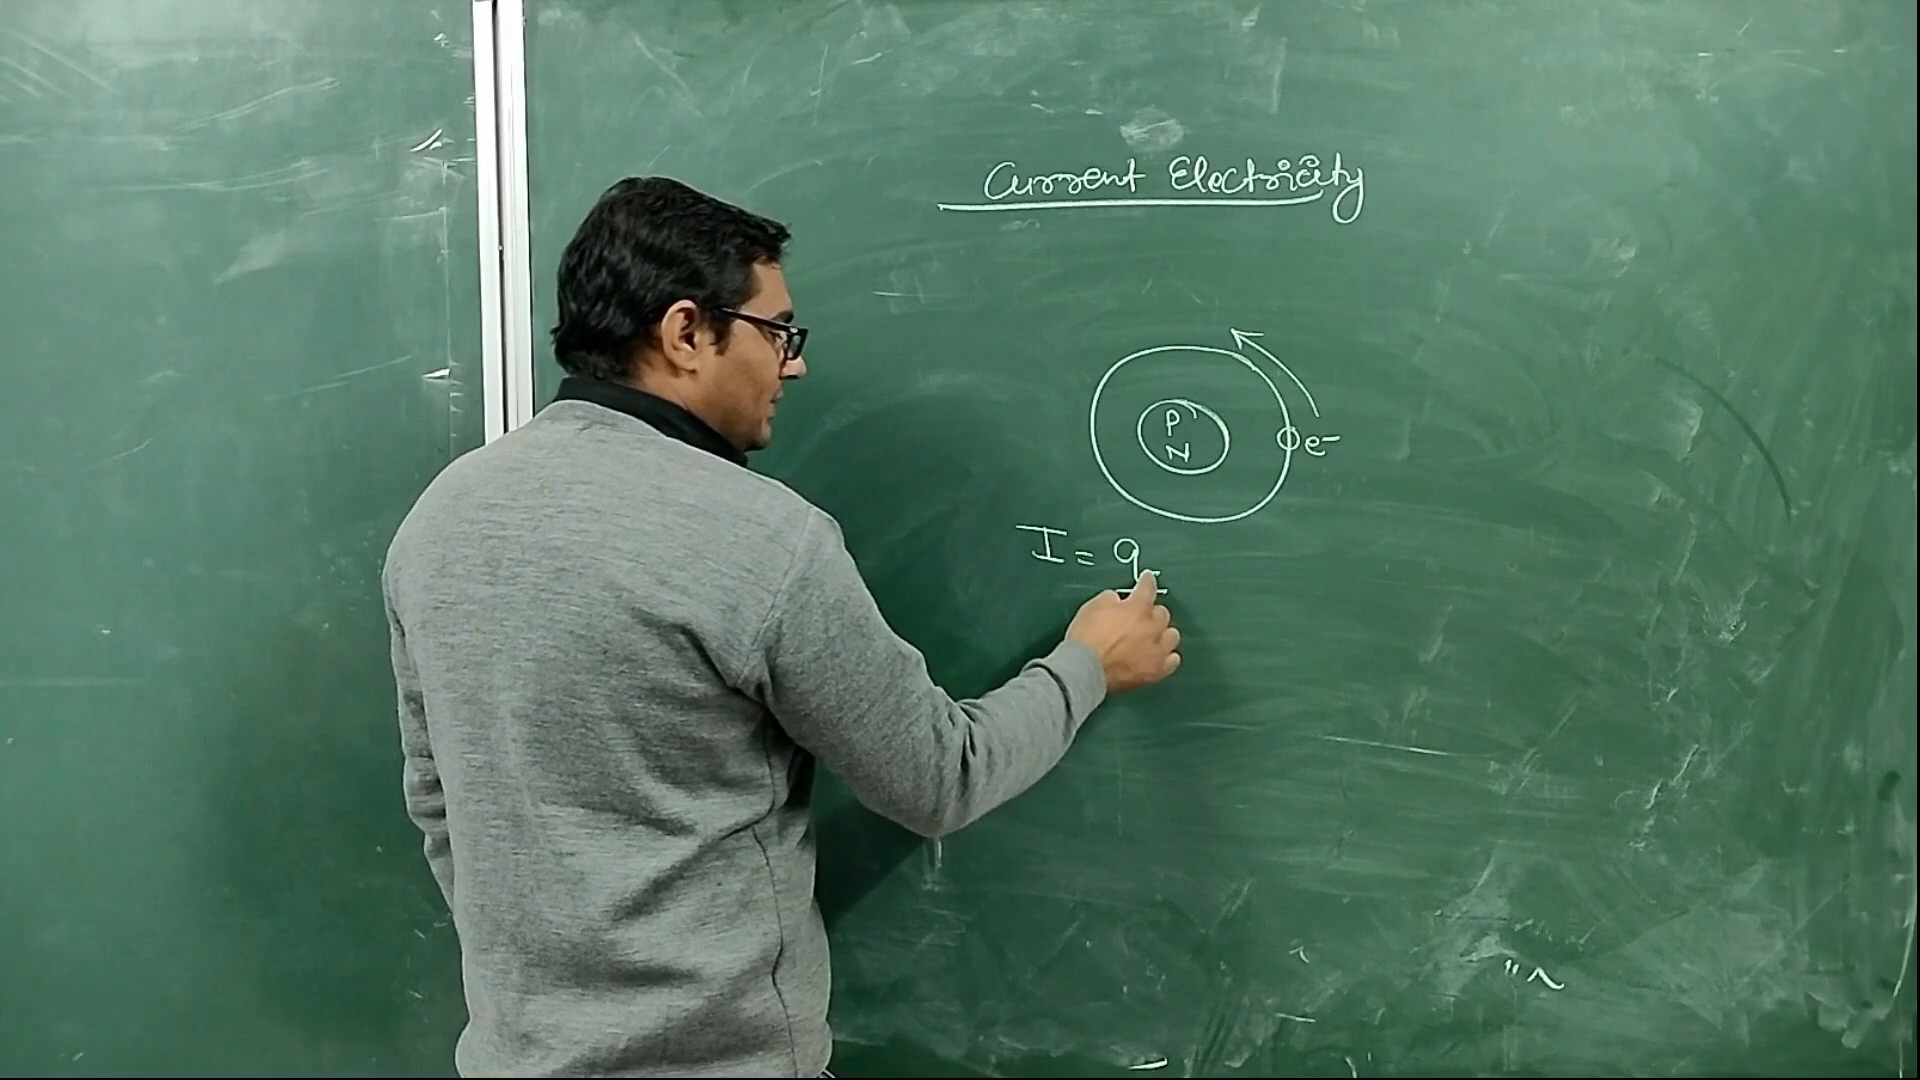 Current Electricity
P
N
e-
I = q